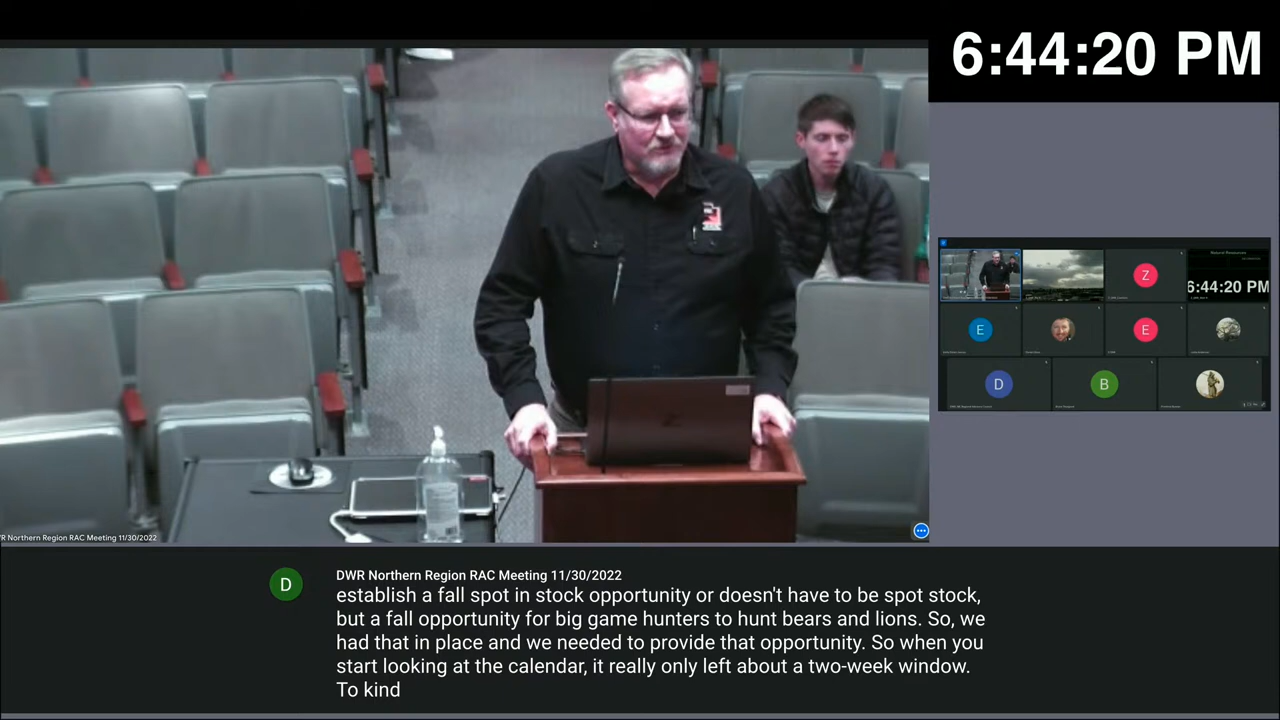 6:44:20 PM
Natural Resources
6:44:20 PM
Z
E
E
D
B
R Northern Region RAC Meeting 11/30/2022
D
DWR Northern Region RAC Meeting 11/30/2022
establish a fall spot in stock opportunity or doesn't have to be spot stock,
but a fall opportunity for big game hunters to hunt bears and lions. So, we
had that in place and we needed to provide that opportunity. So when you
start looking at the calendar, it really only left about a two-week window.
To kind